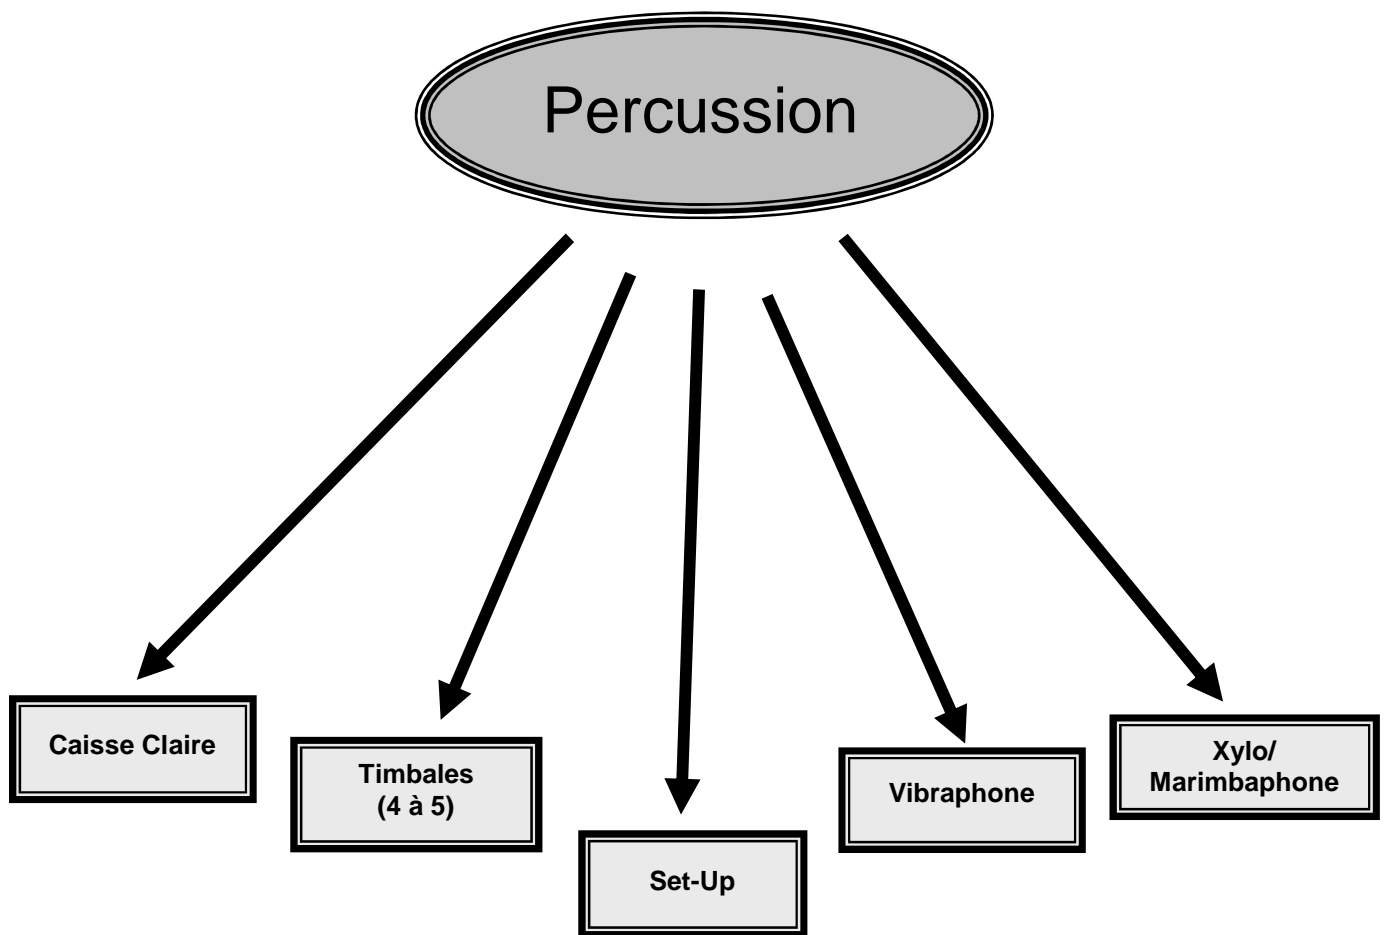 Percussion
Caisse Claire
Timbales
(4 à 5)
Set-Up
Vibraphone
Xylo/
Marimbaphone